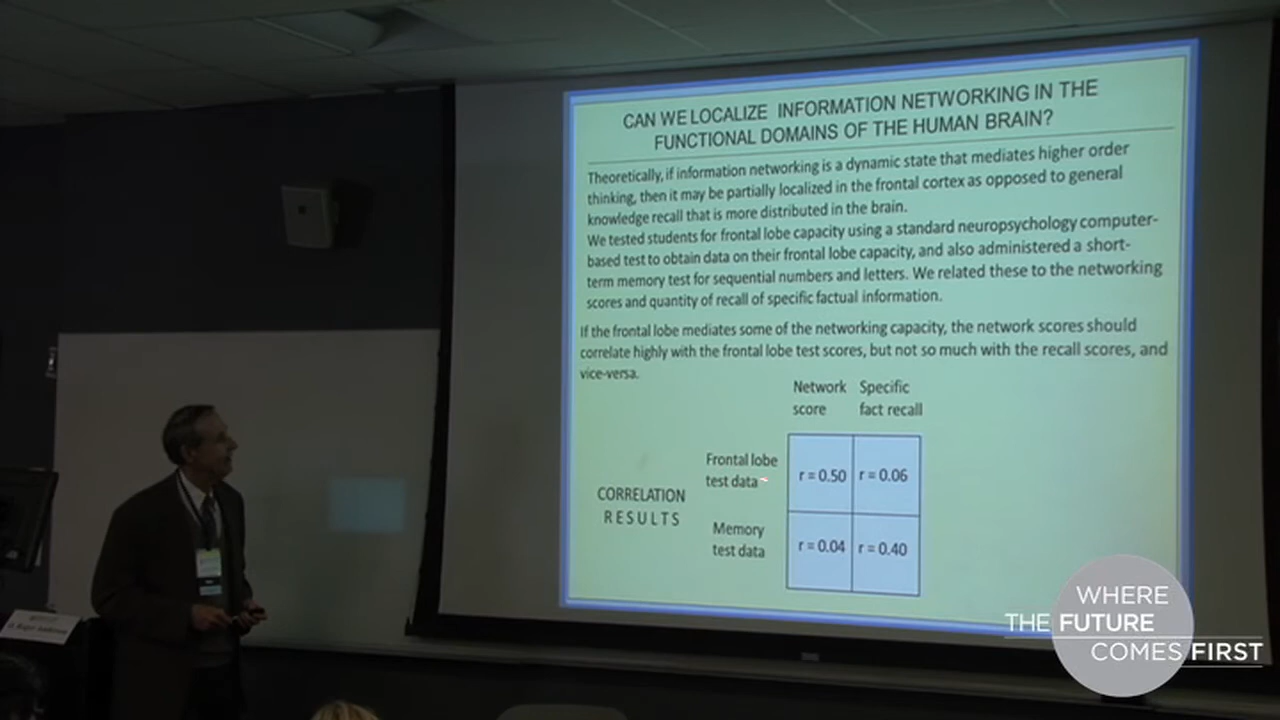 CAN WE LOCALIZE INFORMATION NETWORKING IN THE
FUNCTIONAL DOMAINS OF THE HUMAN BRAIN?
Theoretically, if information networking is a dynamic state that mediates higher order
thinking, then it may be partially localized in the frontal cortex as opposed to general
knowledge recall that is more distributed in the brain.
We tested students for frontal lobe capacity using a standard neuropsychology computer-
based test to obtain data on their frontal lobe capacity, and also administered a short-
term memory test for sequential numbers and letters. We related these to the networking
scores and quantity of recall of specific factual information.
If the frontal lobe mediates some of the networking capacity, the network scores should
correlate highly with the frontal lobe test scores, but not so much with the recall scores, and
vice-versa.
Network Specific
score fact recall
Frontal lobe
test data
r = 0.50 r = 0.06
CORRELATION
RESULTS
Memory
test data
r = 0.04 r = 0.40
WHERE
THE FUTURE
COMES FIRST